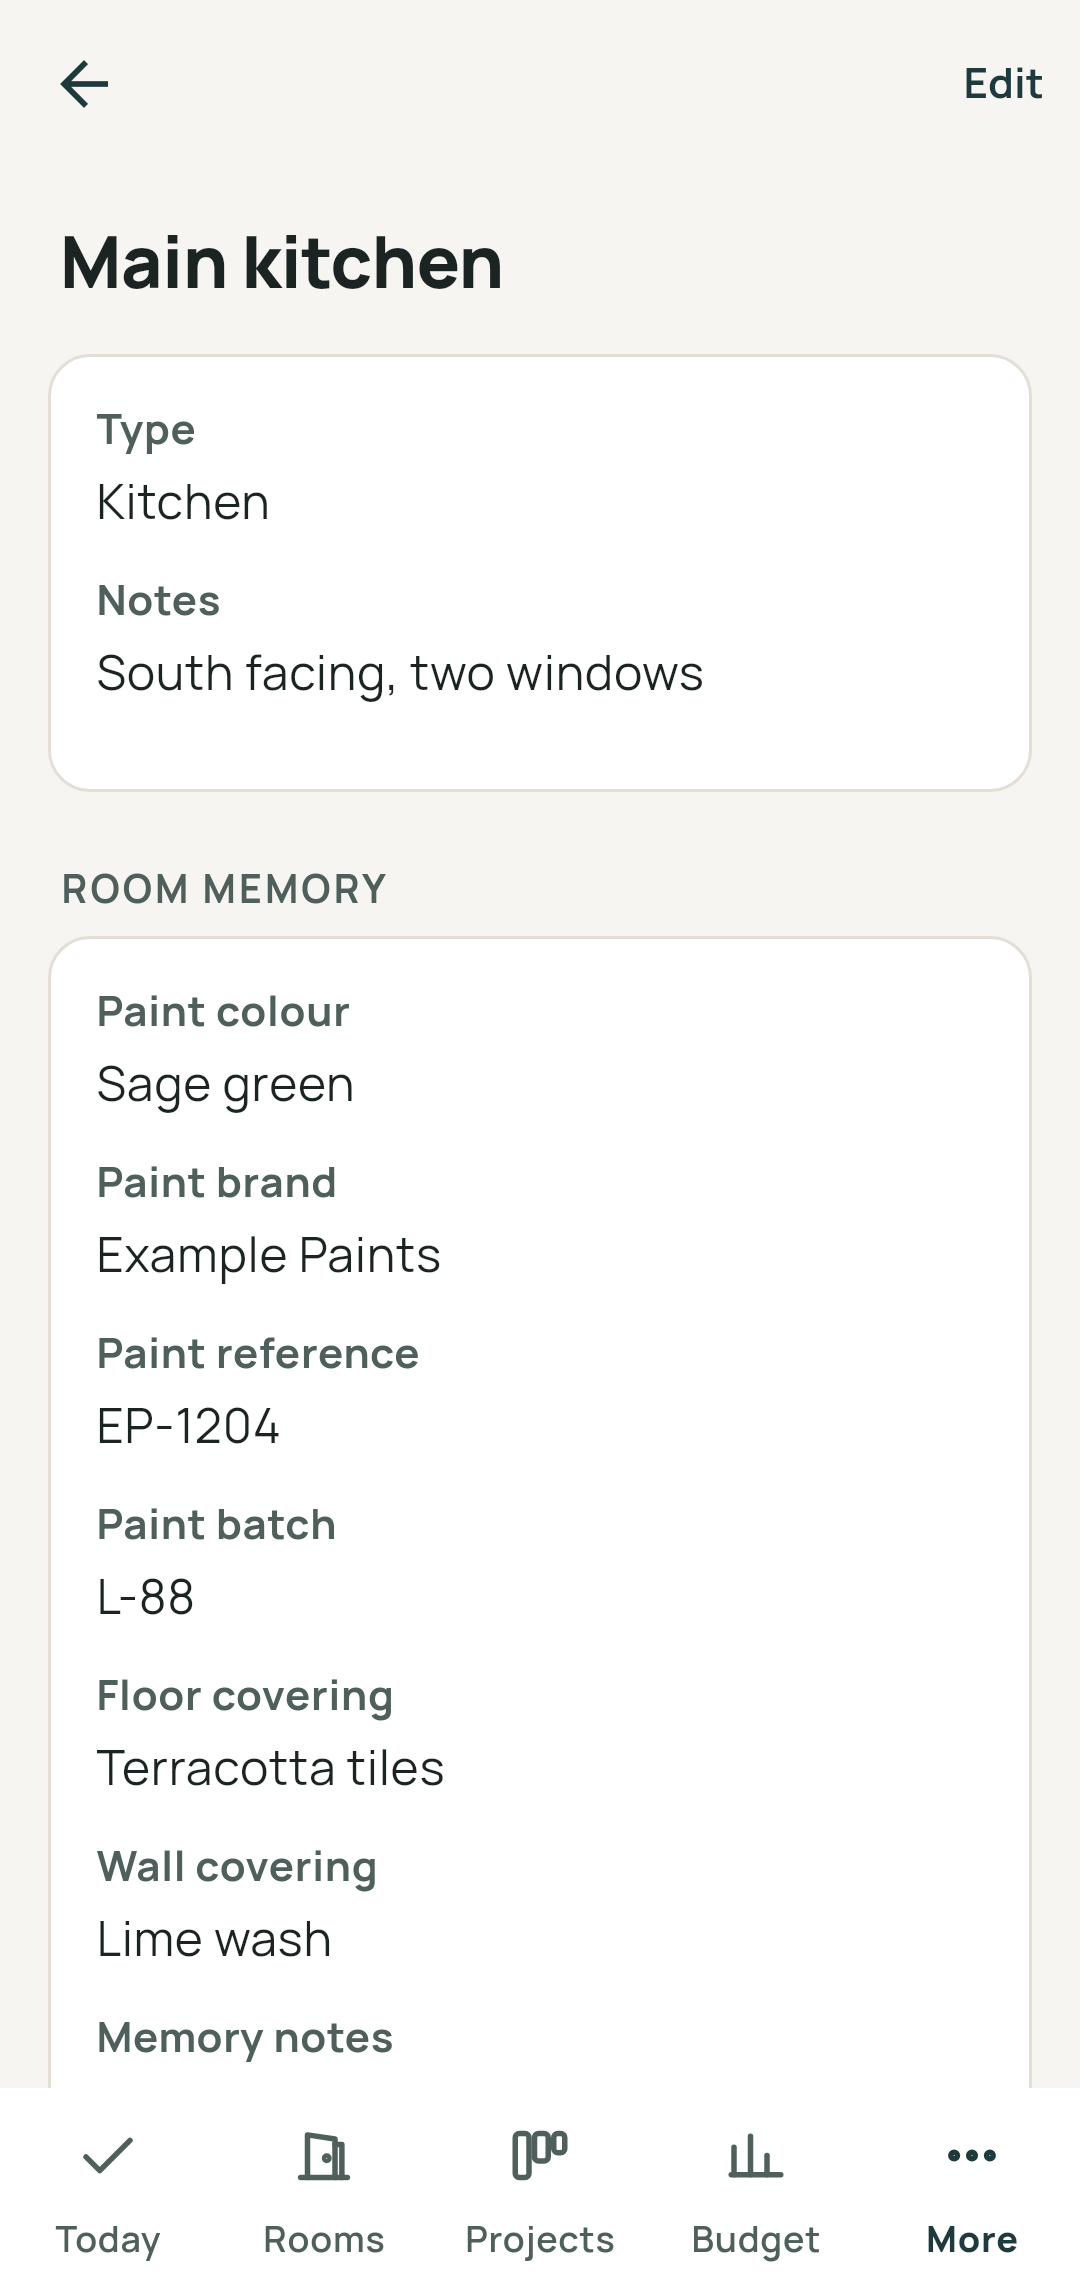 Edit
Main kitchen
Type
Kitchen
Notes
South facing, two windows
ROOM MEMORY
Paint colour
Sage green
Paint brand
Example Paints
Paint reference
EP-1204
Paint batch
L-88
Floor covering
Terracotta tiles
Wall covering
Lime wash
Memory notes
Today
Rooms
Projects
Budget
More